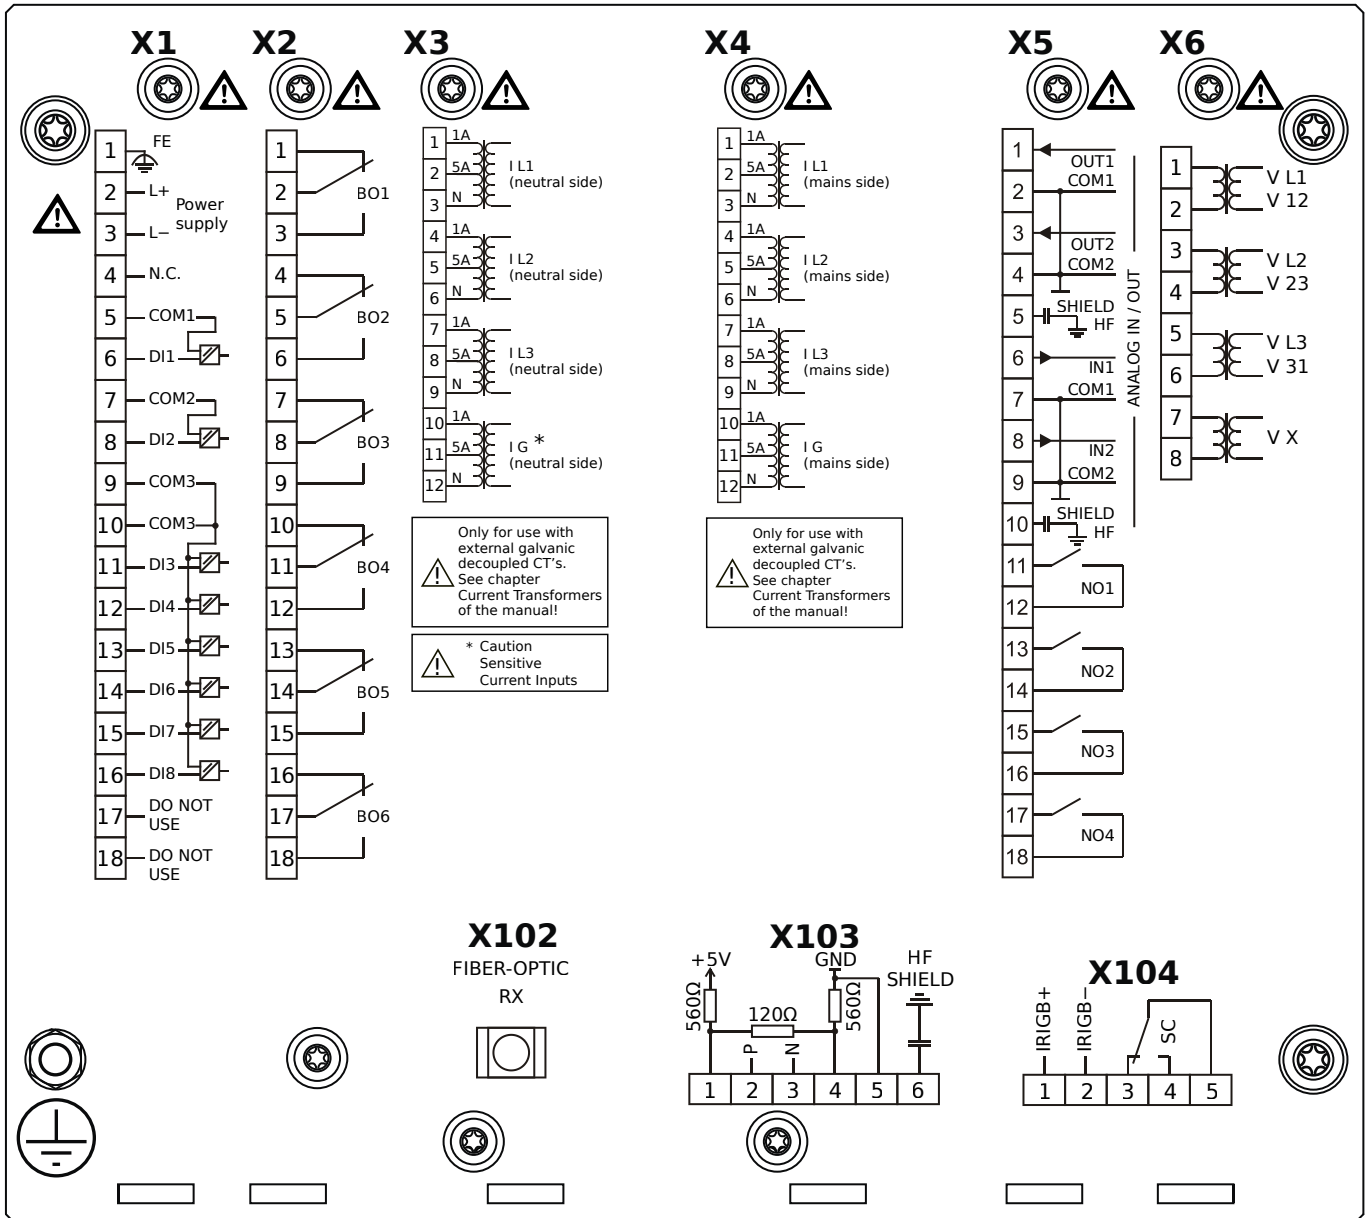 X1
1
FE
2
L+
Power
supply
3
L−
4
N.C.
5
COM1
6
DI1
7
COM2
8
DI2
9
COM3
10
COM3
11
DI3
12
DI4
13
DI5
14
DI6
15
DI7
16
DI8
17
DO NOT
USE
18
DO NOT
USE
X2
1
2
BO1
3
4
5
BO2
6
7
8
BO3
9
10
11
BO4
12
13
14
BO5
15
16
17
BO6
18
X3
1 1A
2 5A
3 N
I L1
(neutral side)
4 1A
5 5A
6 N
I L2
(neutral side)
7 1A
8 5A
9 N
I L3
(neutral side)
10 1A
11 5A
12 N
I G *
(neutral side)
Only for use with
external galvanic
decoupled CT's.
See chapter
Current Transformers
of the manual!
* Caution
Sensitive
Current Inputs
X4
1 1A
2 5A
3 N
I L1
(mains side)
4 1A
5 5A
6 N
I L2
(mains side)
7 1A
8 5A
9 N
I L3
(mains side)
10 1A
11 5A
12 N
I G
(mains side)
Only for use with
external galvanic
decoupled CT's.
See chapter
Current Transformers
of the manual!
X5
1
OUT1
2
COM1
3
OUT2
4
COM2
5
SHIELD
HF
6
IN1
7
COM1
8
IN2
9
COM2
10
SHIELD
HF
ANALOG IN / OUT
11
NO1
12
13
NO2
14
15
NO3
16
17
NO4
18
X6
1
2
V L1
V 12
3
4
V L2
V 23
5
6
V L3
V 31
7
8
V X
X102
FIBER-OPTIC
RX
X103
+5V
GND
HF
SHIELD
560Ω
120Ω
560Ω
P
N
1 2 3 4 5 6
X104
IRIGB+
IRIGB−
SC
1 2 3 4 5